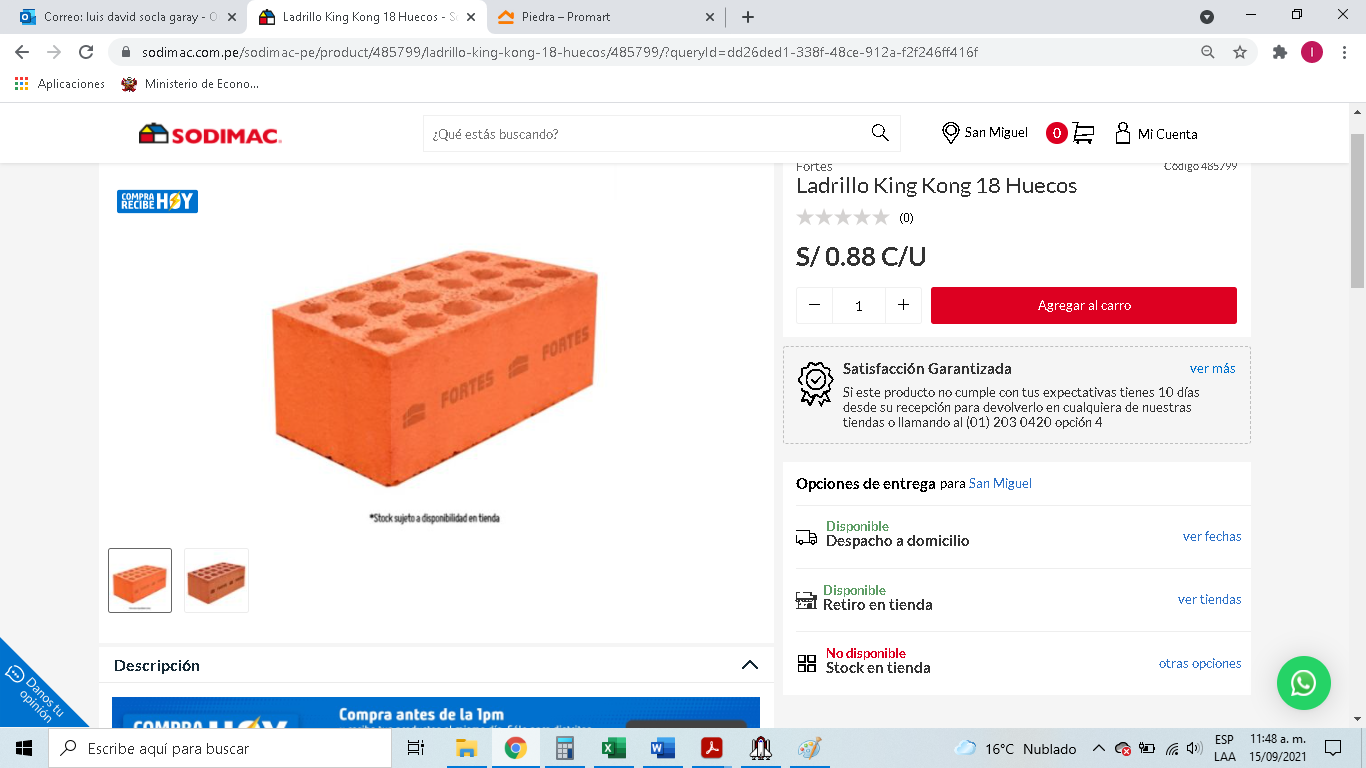 Correo: luis david socla garay - O
Ladrillo King Kong 18 Huecos - S
Piedra – Promart
sodimac.com.pe/sodimac-pe/product/485799/ladrillo-king-kong-18-huecos/485799/?queryId=dd26ded1-338f-48ce-912a-f2f246ff416f
Aplicaciones
Ministerio de Econo...
SODIMAC
¿Qué estás buscando?
San Miguel
0
Mi Cuenta
COMPRA RECIBE HOY
FORTES FORTES
*Stock sujeto a disponibilidad en tienda
Fortes
Código 485799
Ladrillo King Kong 18 Huecos
(0)
S/ 0.88 C/U
1
Agregar al carro
Satisfacción Garantizada
ver más
Si este producto no cumple con tus expectativas tienes 10 días
desde su recepción para devolverlo en cualquiera de nuestras
tiendas o llamando al (01) 203 0420 opción 4
Opciones de entrega para San Miguel
Disponible
Despacho a domicilio
ver fechas
Disponible
Retiro en tienda
ver tiendas
No disponible
Stock en tienda
otras opciones
Descripción
COMPRA HOY
Compra antes de la 1pm
Danos tu
opinión
Escribe aquí para buscar
16°C Nublado
ESP
LAA
11:48 a. m.
15/09/2021